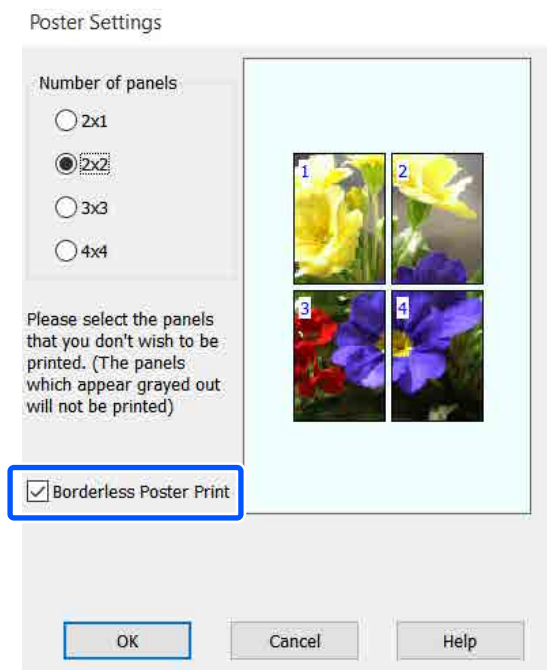 Poster Settings
Number of panels
2x1
2x2
3x3
4x4
1
2
3
4
Please select the panels
that you don't wish to be
printed. (The panels
which appear grayed out
will not be printed)
Borderless Poster Print
OK
Cancel
Help